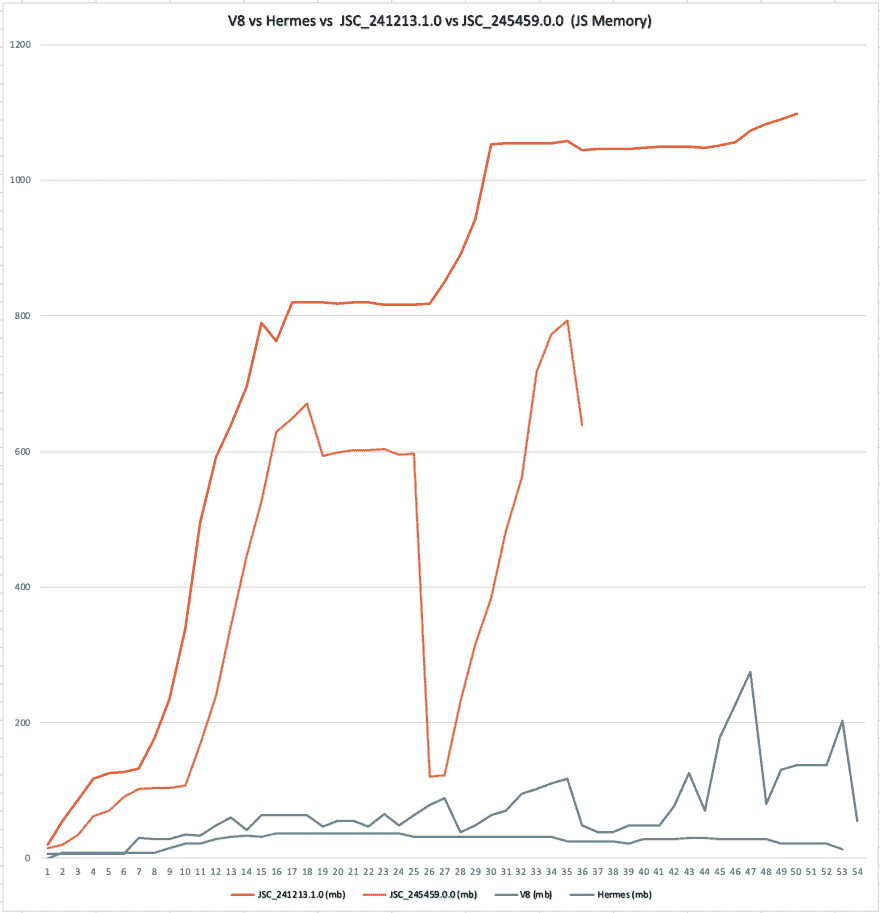 V8 vs Hermes vs JSC_241213.1.0 vs JSC_245459.0.0 (JS Memory)
1200
1000
800
600
400
200
0
1 2 3 4 5 6 7 8 9 10 11 12 13 14 15 16 17 18 19 20 21 22 23 24 25 26 27 28 29 30 31 32 33 34 35 36 37 38 39 40 41 42 43 44 45 46 47 48 49 50 51 52 53 54
JSC_241213.1.0 (mb) JSC_245459.0.0 (mb) V8 (mb) Hermes (mb)